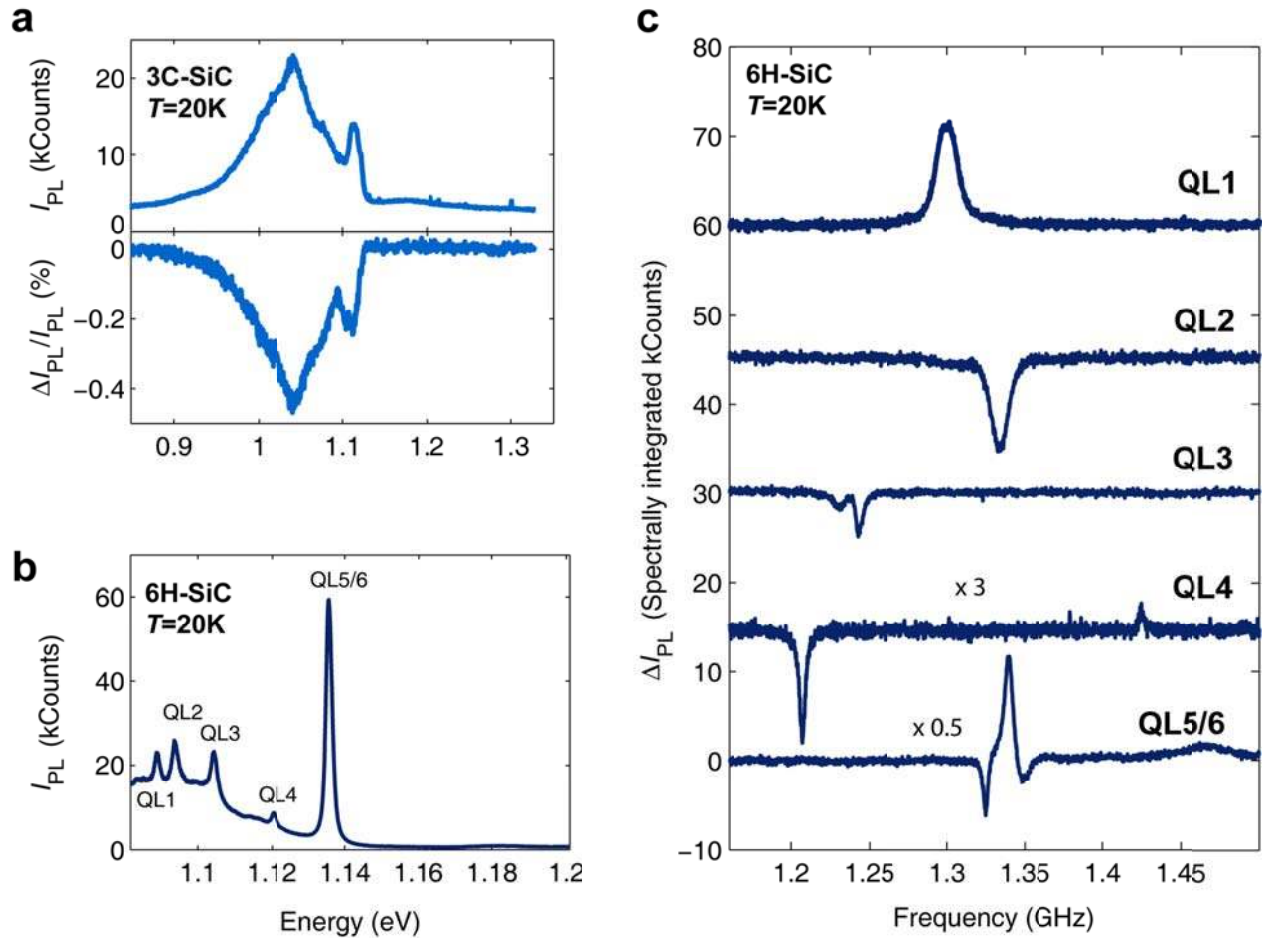 a
3C-SiC
T=20K
I_PL (kCounts)
20
10
0
ΔI_PL/I_PL (%)
0
−0.2
−0.4
0.9 1 1.1 1.2 1.3
b
6H-SiC
T=20K
I_PL (kCounts)
60
40
20
0
QL5/6
QL2
QL3
QL1
QL4
1.1 1.12 1.14 1.16 1.18 1.2
Energy (eV)
c
6H-SiC
T=20K
ΔI_PL (Spectrally integrated kCounts)
80
70
60
50
40
30
20
10
0
−10
QL1
QL2
QL3
x 3
QL4
x 0.5
QL5/6
1.2 1.25 1.3 1.35 1.4 1.45
Frequency (GHz)